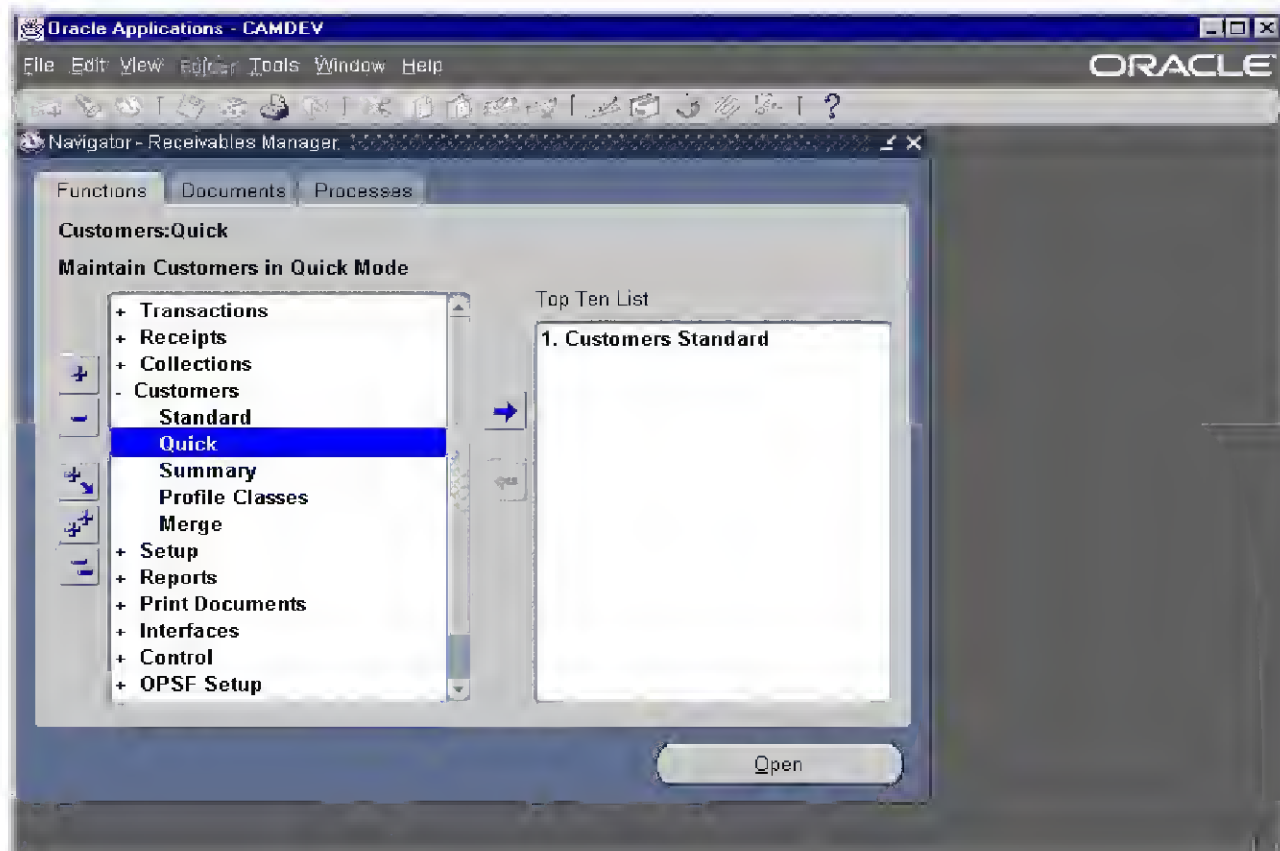 Oracle Applications - CAMDEV
File Edit View Folder Tools Window Help
ORACLE
?
Navigator - Receivables Manager
Functions Documents Processes
Customers:Quick
Maintain Customers in Quick Mode
Top Ten List
+ Transactions
+ Receipts
+ Collections
- Customers
Standard
Quick
Summary
Profile Classes
Merge
+ Setup
+ Reports
+ Print Documents
+ Interfaces
+ Control
+ OPSF Setup
1. Customers Standard
Open